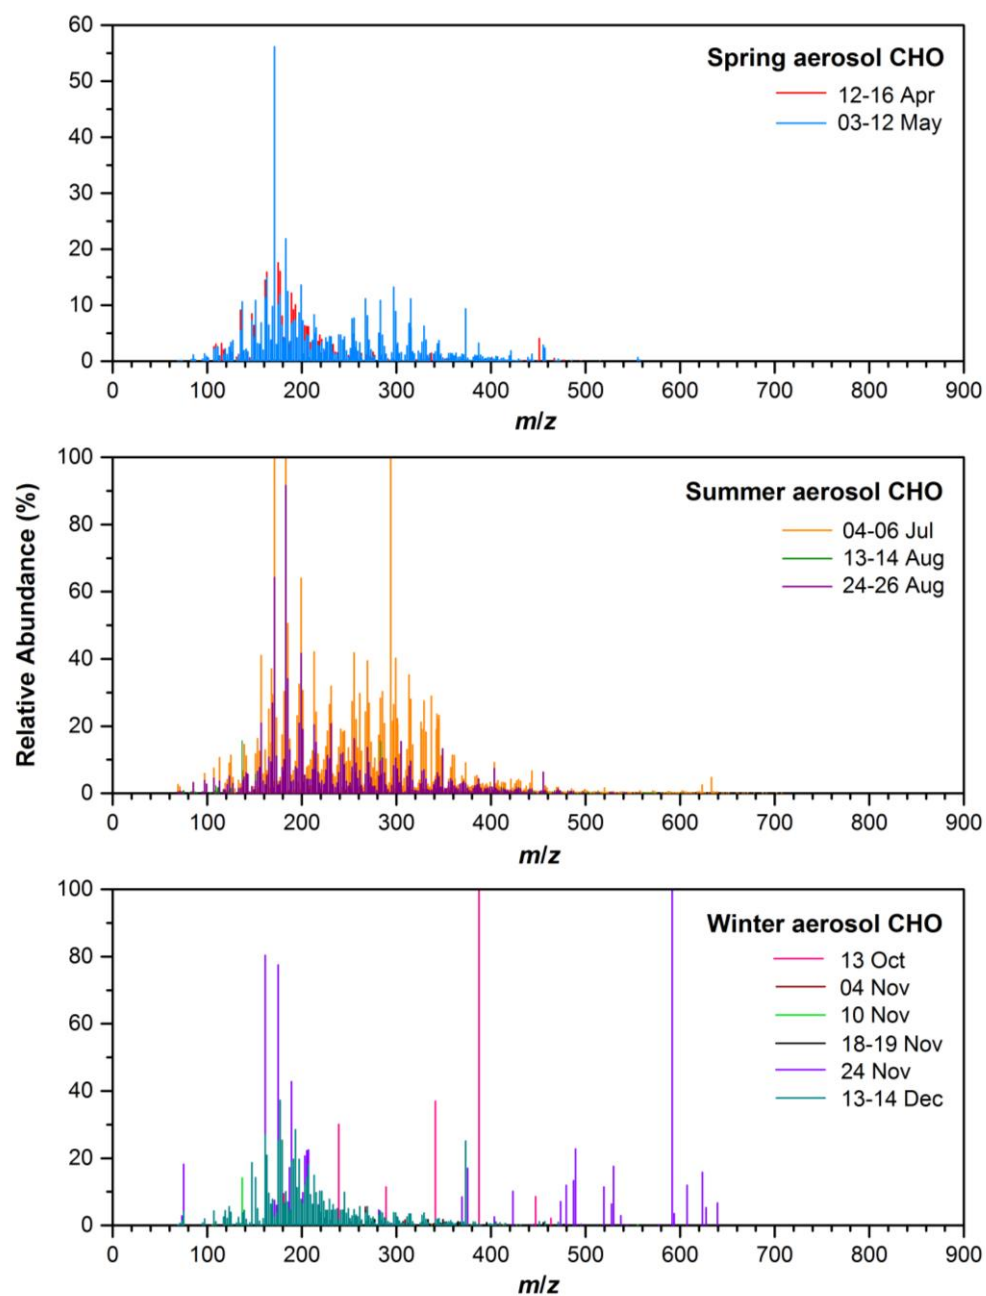 60
50
40
30
20
10
0
Spring aerosol CHO
12-16 Apr
03-12 May
0 100 200 300 400 500 600 700 800 900
m/z
Relative Abundance (%)
100
80
60
40
20
0
Summer aerosol CHO
04-06 Jul
13-14 Aug
24-26 Aug
0 100 200 300 400 500 600 700 800 900
m/z
100
80
60
40
20
0
Winter aerosol CHO
13 Oct
04 Nov
10 Nov
18-19 Nov
24 Nov
13-14 Dec
0 100 200 300 400 500 600 700 800 900
m/z